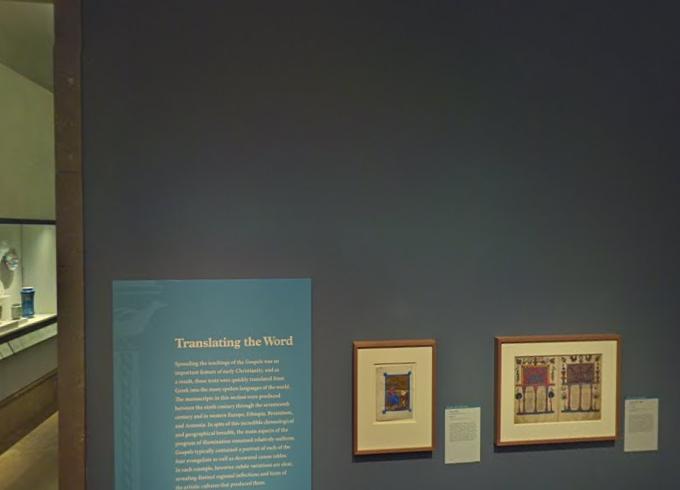 Translating the Word
Spreading the teachings of the Gospels was an
important feature of early Christianity, and as
a result, these texts were quickly translated from
Greek into the many spoken languages of the world.
The manuscripts in this section were produced
between the ninth century through the seventeenth
century and in western Europe, Ethiopia, Byzantium,
and Armenia. In spite of this incredible chronological
and geographical breadth, the main aspects of the
program of illumination remained relatively uniform.
Gospels typically contained a portrait of each of the
four evangelists as well as decorated canon tables.
In each example, however, subtle variations are clear,
revealing distinct regional inflections and hints of
the artistic cultures that produced them.